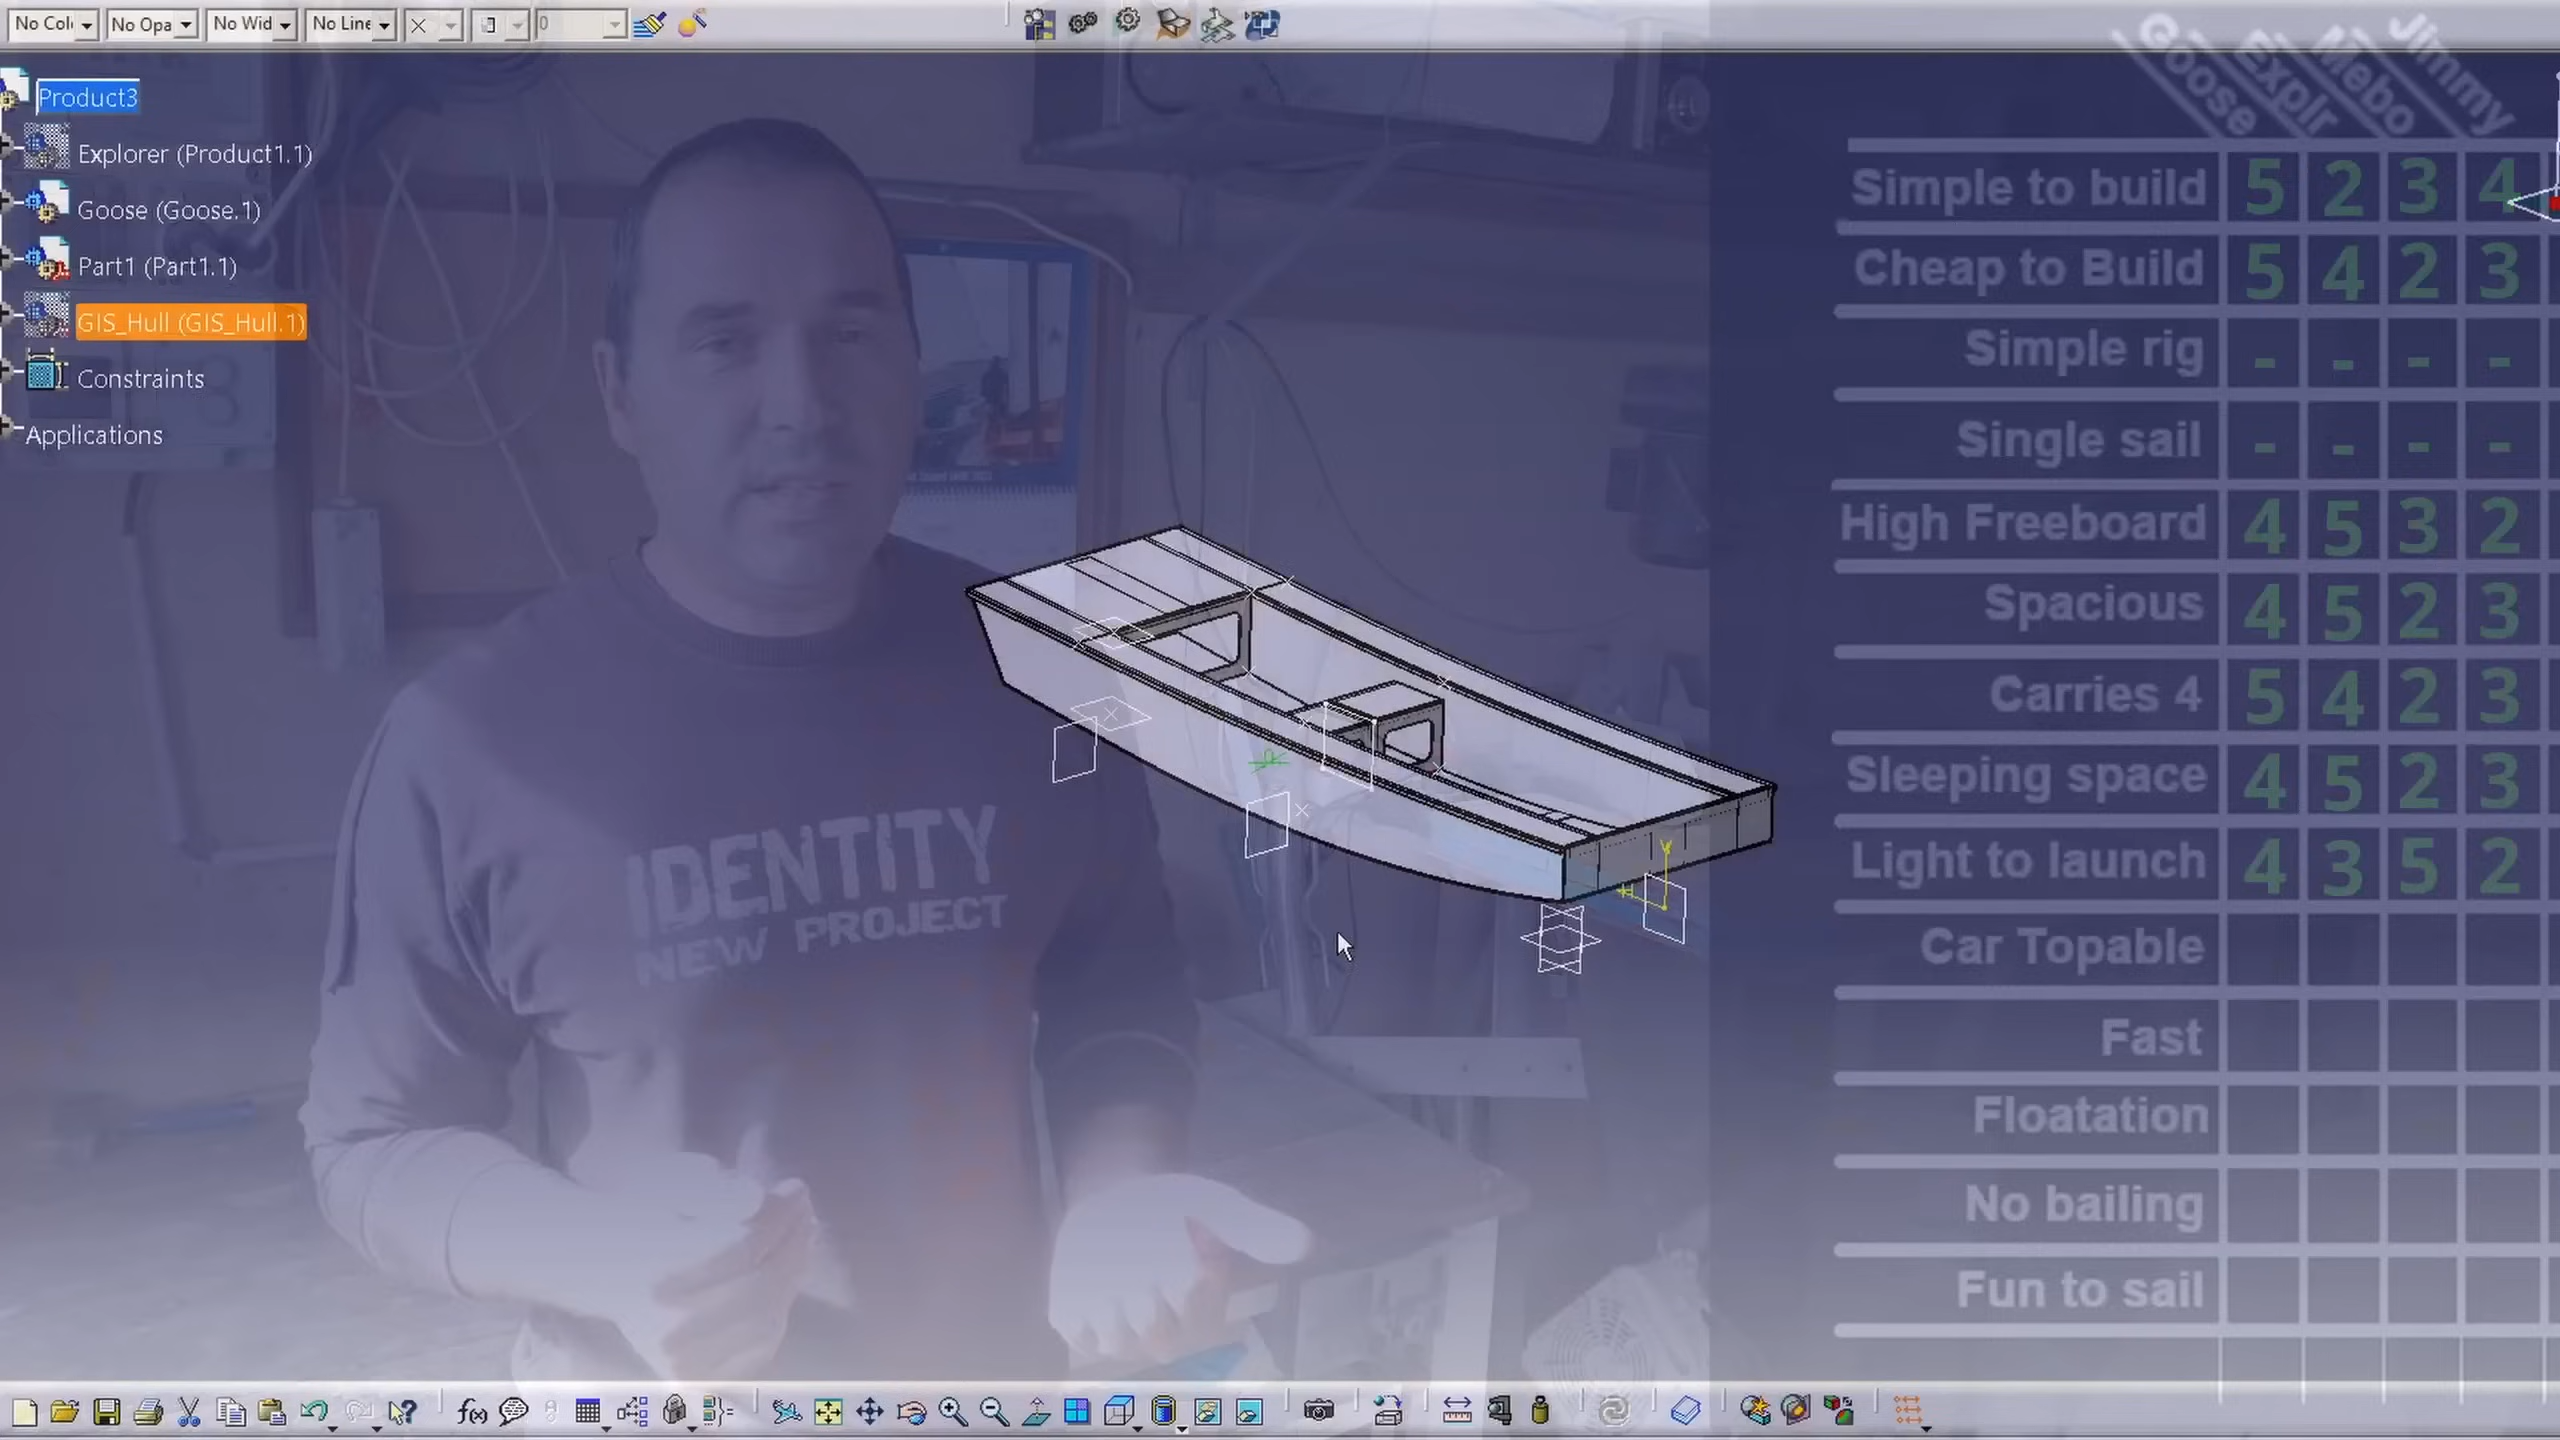 No Col No Opa No Wid No Line 0
Product3
Explorer (Product1.1)
Goose (Goose.1)
Part1 (Part1.1)
GIS_Hull (GIS_Hull.1)
Constraints
Applications
IDENTITY
NEW PROJECT
Goose Explr Mebo Jimmy
Simple to build 5 2 3 4
Cheap to Build 5 4 2 3
Simple rig - - - -
Single sail - - - -
High Freeboard 4 5 3 2
Spacious 4 5 2 3
Carries 4 5 4 2 3
Sleeping space 4 5 2 3
Light to launch 4 3 5 2
Car Topable
Fast
Floatation
No bailing
Fun to sail
f(x)